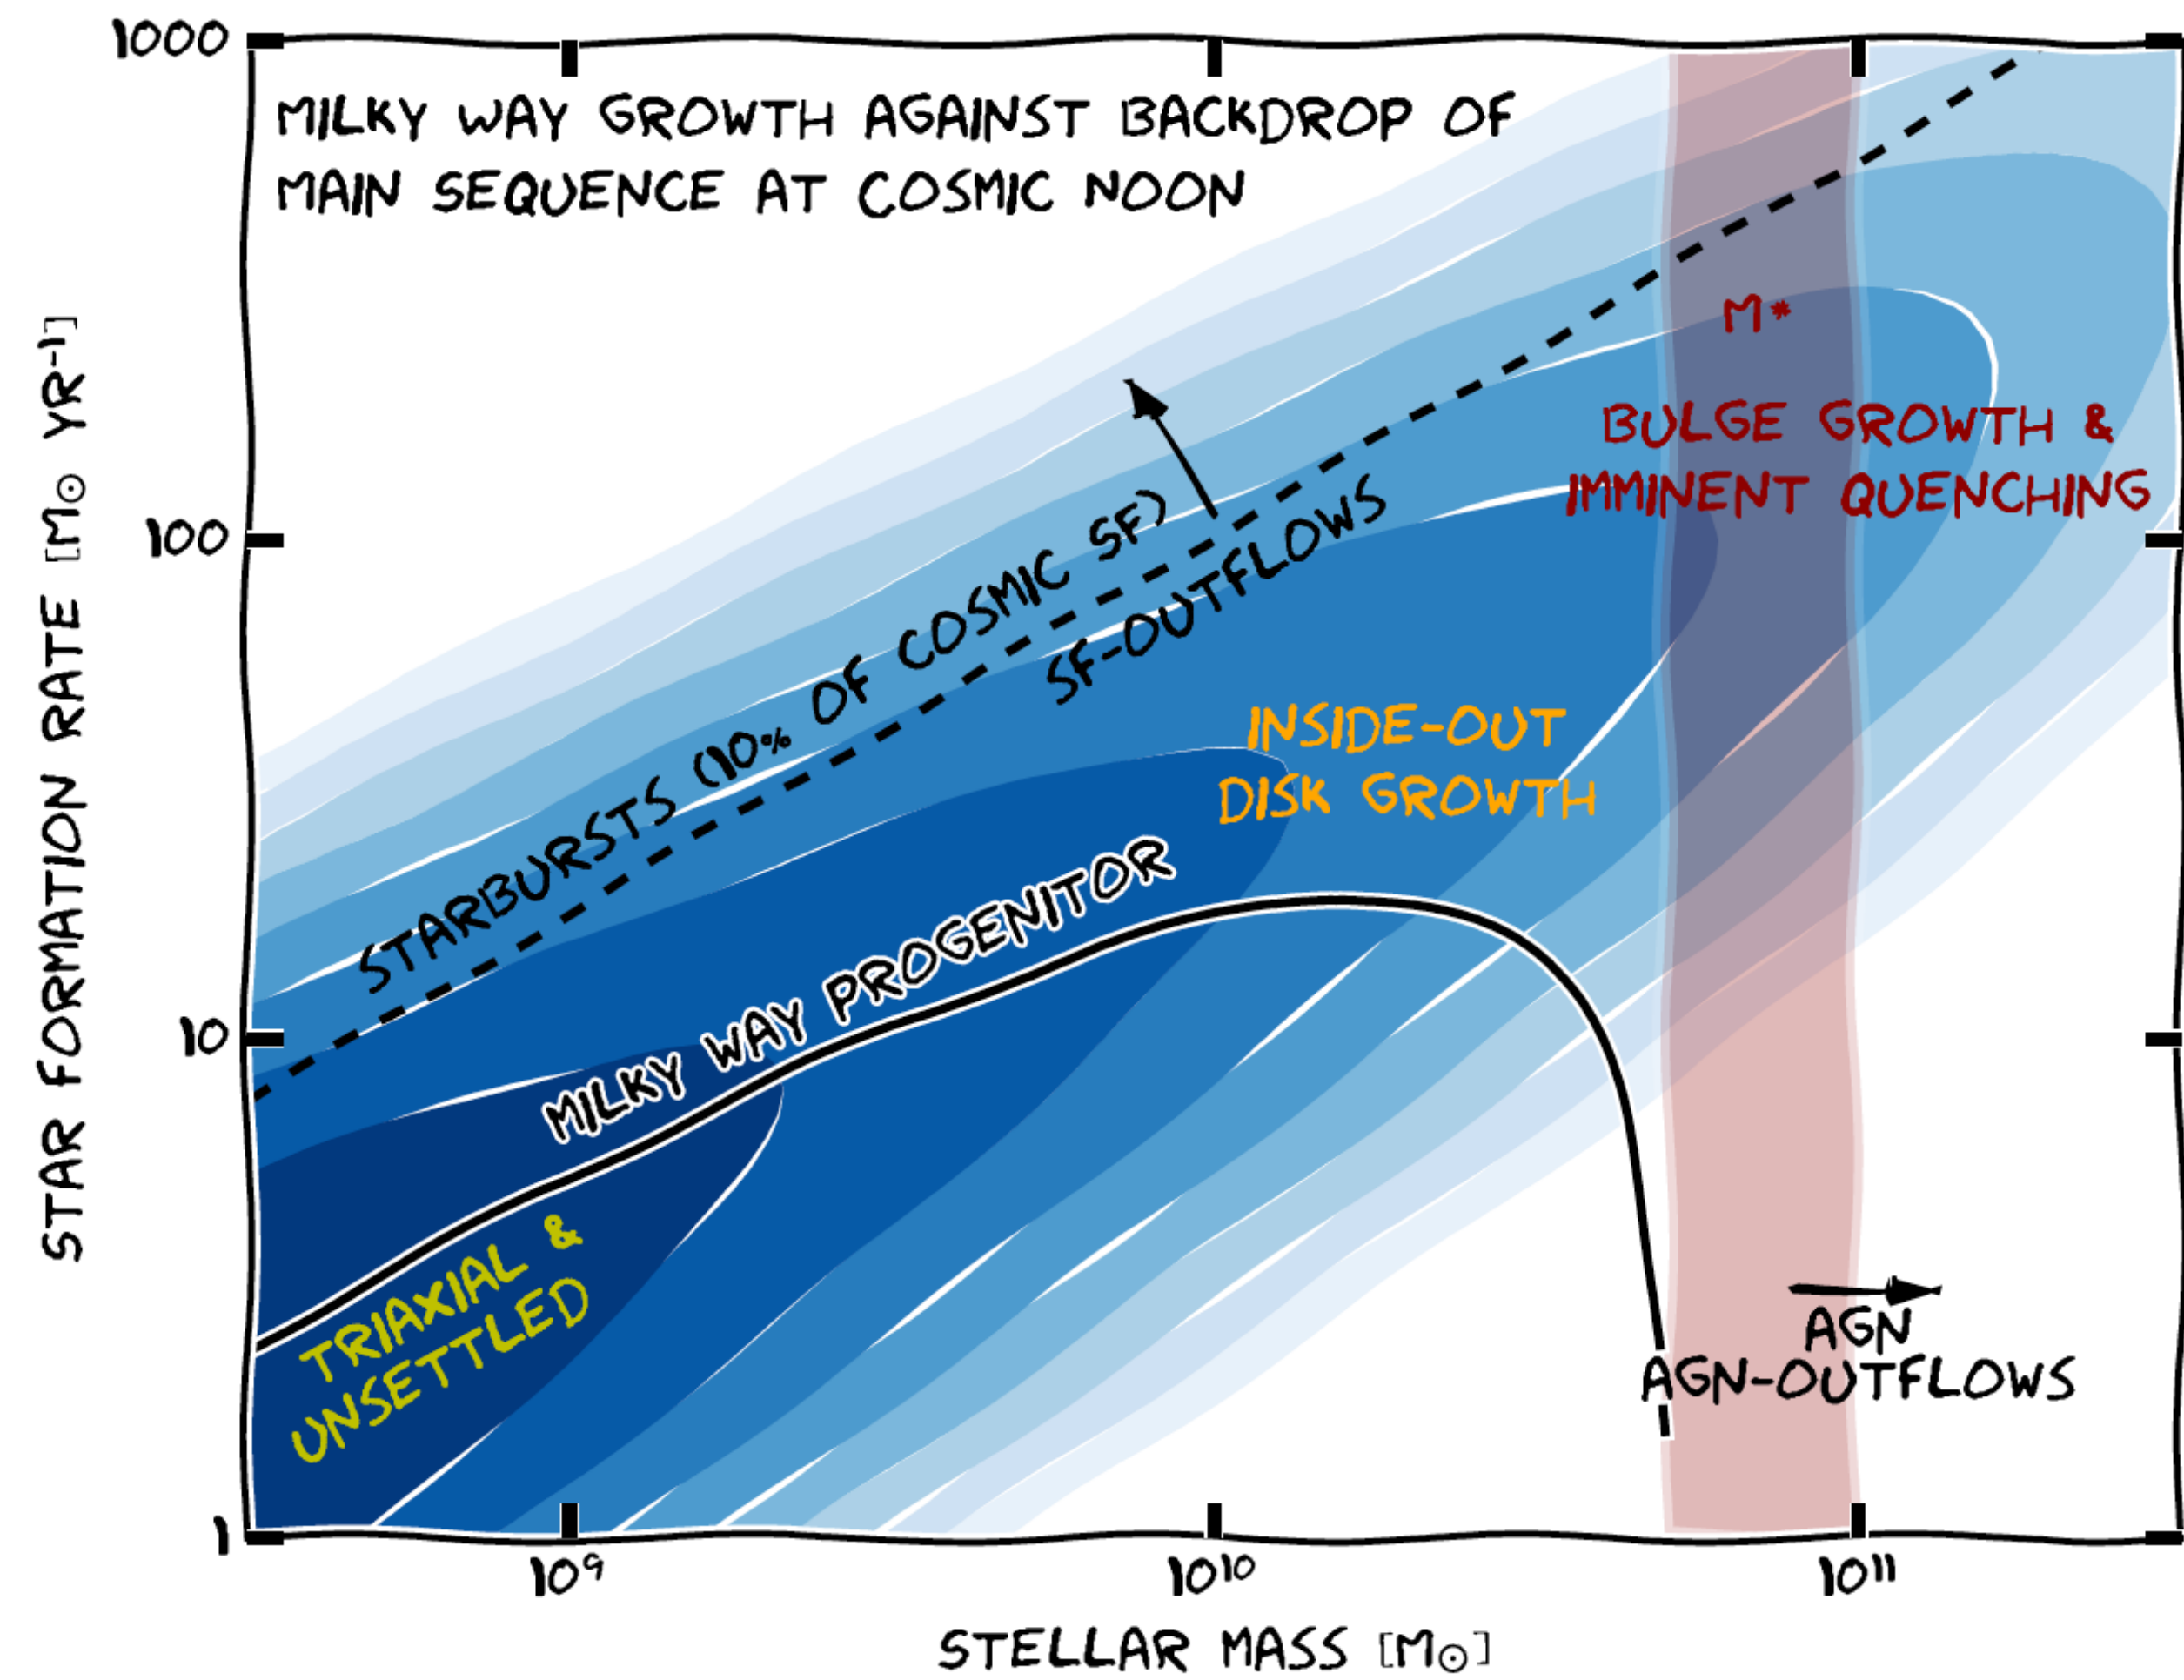 1000
MILKY WAY GROWTH AGAINST BACKDROP OF
MAIN SEQUENCE AT COSMIC NOON
M*
BULGE GROWTH &
IMMINENT QUENCHING
100
STARBURSTS (10% OF COSMIC SF)
SF-OUTFLOWS
INSIDE-OUT
DISK GROWTH
MILKY WAY PROGENITOR
10
TRIAXIAL &
UNSETTLED
AGN
AGN-OUTFLOWS
1
10⁹
10¹⁰
10¹¹
STELLAR MASS [M⊙]
STAR FORMATION RATE [M⊙ YR⁻¹]